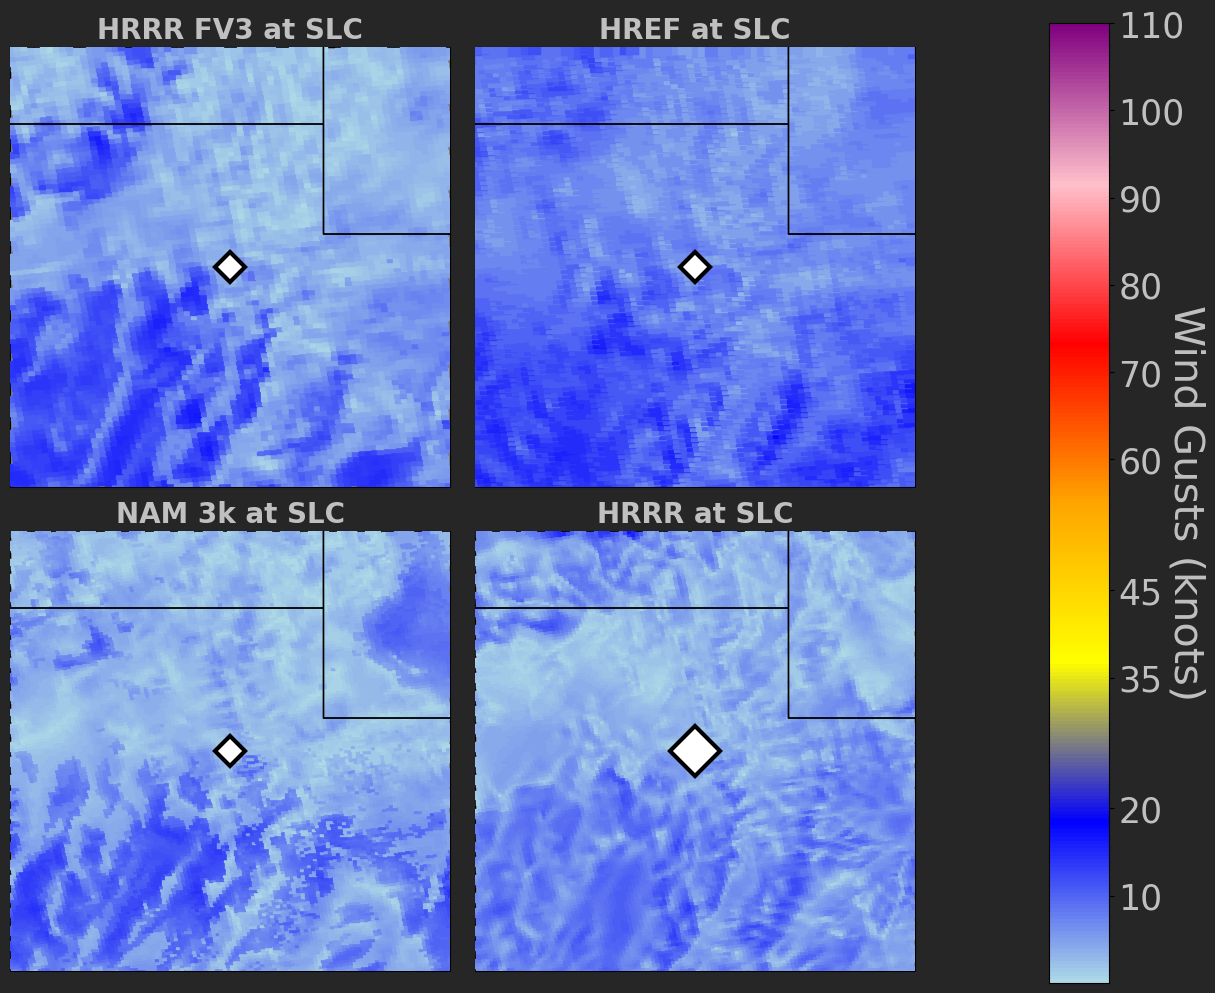 HRRR FV3 at SLC
HREF at SLC
NAM 3k at SLC
HRRR at SLC
110
100
90
80
70
60
45
35
20
10
Wind Gusts (knots)